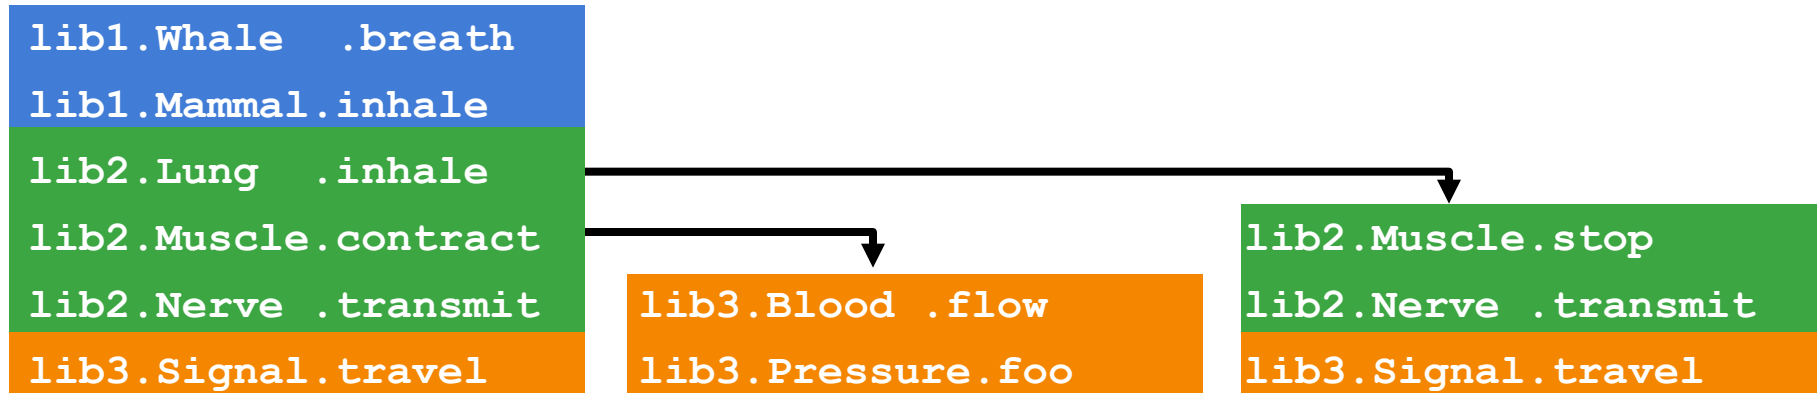 lib1.Whale  .breath
lib1.Mammal.inhale
lib2.Lung  .inhale
lib2.Muscle.contract
lib2.Nerve .transmit
lib3.Signal.travel
lib3.Blood .flow
lib3.Pressure.foo
lib2.Muscle.stop
lib2.Nerve .transmit
lib3.Signal.travel